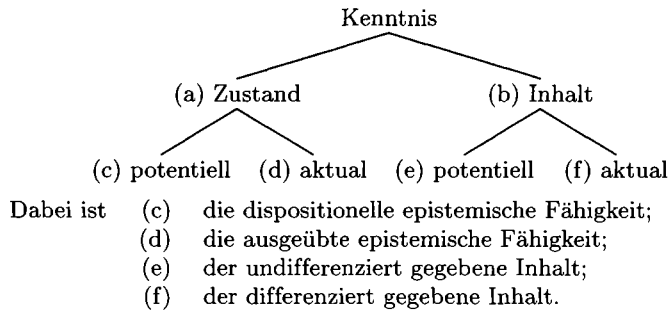 Kenntnis
(a) Zustand (b) Inhalt
(c) potentiell (d) aktual (e) potentiell (f) aktual
Dabei ist (c) die dispositionelle epistemische Fähigkeit;
(d) die ausgeübte epistemische Fähigkeit;
(e) der undifferenziert gegebene Inhalt;
(f) der differenziert gegebene Inhalt.